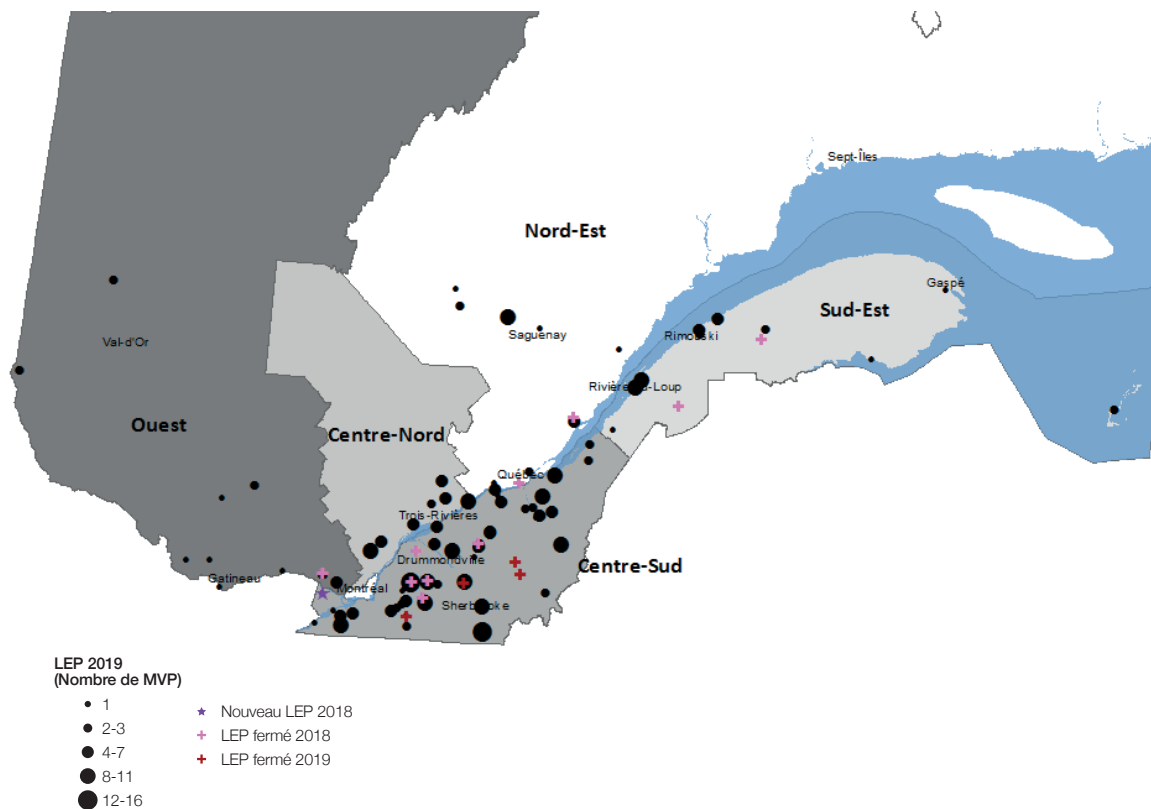 Sept-Îles
Nord-Est
Gaspé
Sud-Est
Saguenay
Rimouski
Val-d'Or
Rivière-du-Loup
Ouest
Centre-Nord
Québec
Trois-Rivières
Drummondville
Centre-Sud
Gatineau
Montréal
Sherbrooke
LEP 2019
(Nombre de MVP)
1
2-3
4-7
8-11
12-16
Nouveau LEP 2018
LEP fermé 2018
LEP fermé 2019